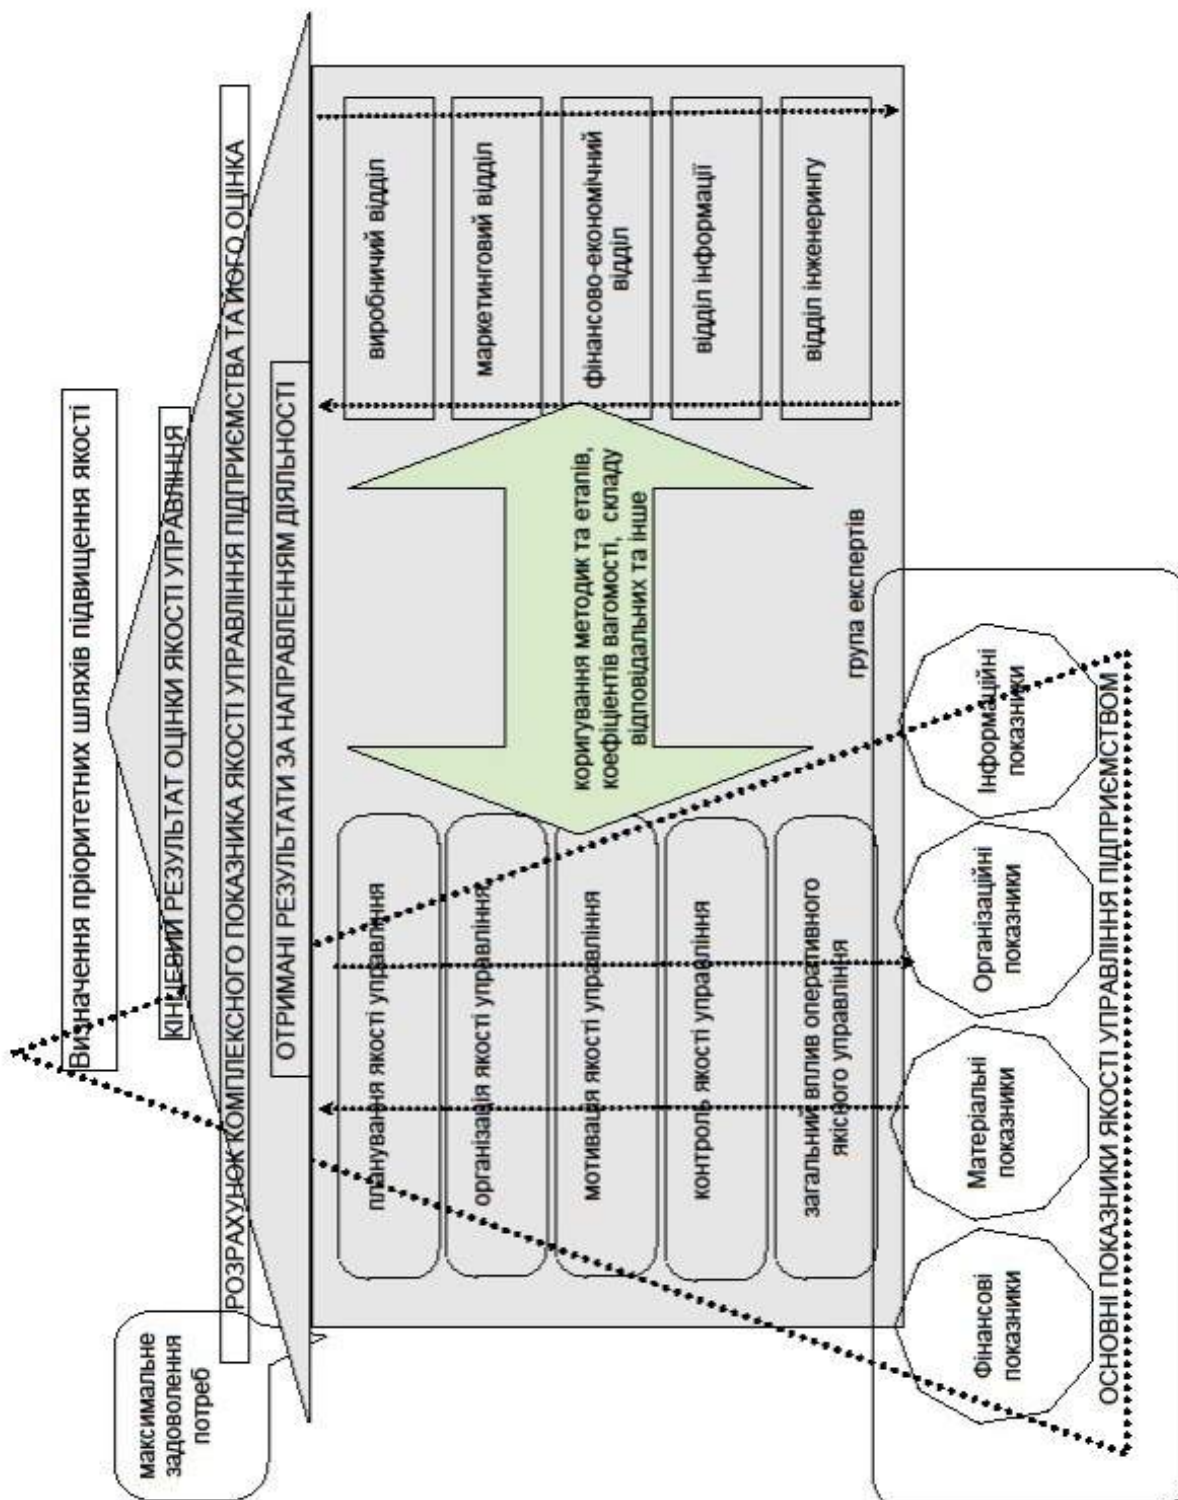 Визначення пріоритетних шляхів підвищення якості
КІНЦЕВИЙ РЕЗУЛЬТАТ ОЦІНКИ ЯКОСТІ УПРАВЛІННЯ
РОЗРАХУНОК КОМПЛЕКСНОГО ПОКАЗНИКА ЯКОСТІ УПРАВЛІННЯ ПІДПРИЄМСТВА ТА ЙОГО ОЦІНКА
ОТРИМАНІ РЕЗУЛЬТАТИ ЗА НАПРАВЛЕННЯМ ДІЯЛЬНОСТІ
максимальне
задоволення
потреб
планування якості управління
організація якості управління
мотивація якості управління
контроль якості управління
загальний вплив оперативного
якісного управління
коригування методик та етапів,
коефіцієнтів вагомості, складу
відповідальних та інше
виробничий відділ
маркетинговий відділ
фінансово-економічний
відділ
відділ інформації
відділ інженерингу
група експертів
Фінансові
показники
Матеріальні
показники
Організаційні
показники
Інформаційні
показники
ОСНОВНІ ПОКАЗНИКИ ЯКОСТІ УПРАВЛІННЯ ПІДПРИЄМСТВОМ